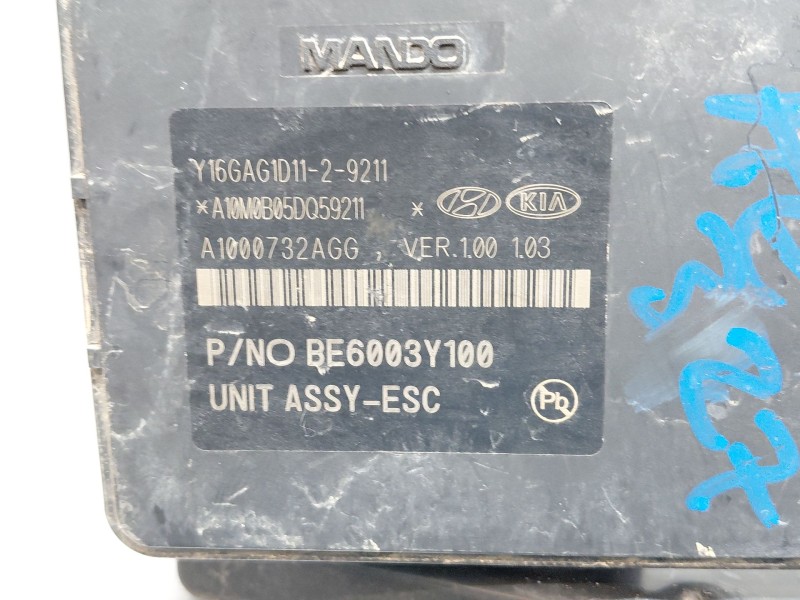 MANDO
Y16GAG1D11-2-9211
*A10M0B05DQ59211 * KIA
A1000732AGG , VER.1.00 1.03
P/NO BE6003Y100
UNIT ASSY-ESC Pb